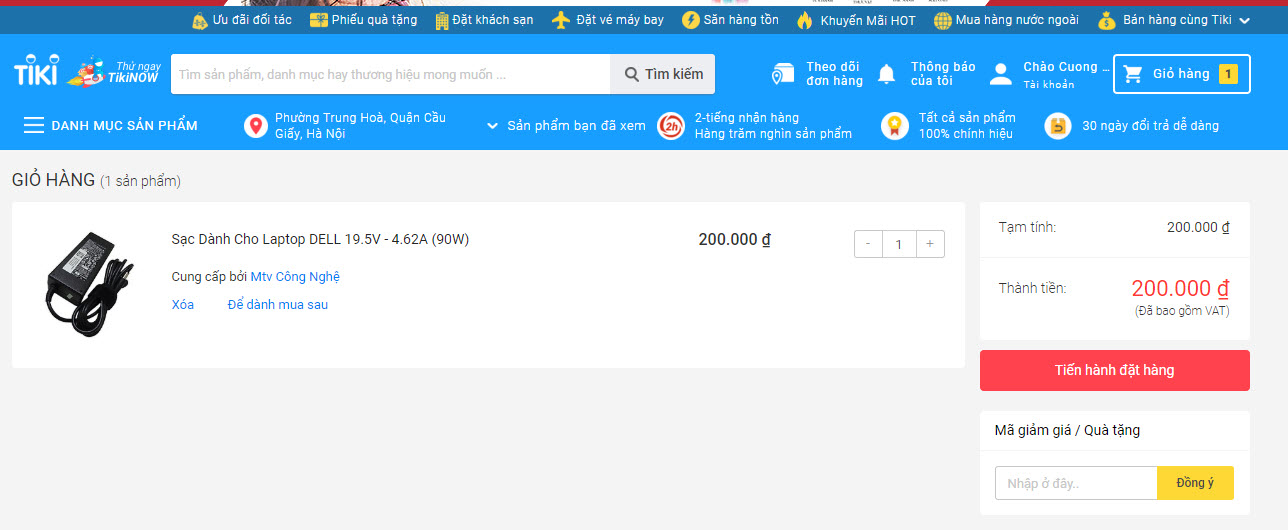 Ưu đãi đối tác
Phiếu quà tặng
Đặt khách sạn
Đặt vé máy bay
Săn hàng tồn
Khuyến Mãi HOT
Mua hàng nước ngoài
Bán hàng cùng Tiki
TIKI
Thử ngay
TikiNOW
Tìm sản phẩm, danh mục hay thương hiệu mong muốn ...
Tìm kiếm
Theo dõi
đơn hàng
Thông báo
của tôi
Chào Cuong ...
Tài khoản
Giỏ hàng 1
DANH MỤC SẢN PHẨM
Phường Trung Hoà, Quận Cầu
Giấy, Hà Nội
Sản phẩm bạn đã xem
2h
2-tiếng nhận hàng
Hàng trăm nghìn sản phẩm
Tất cả sản phẩm
100% chính hiệu
30 ngày đổi trả dễ dàng
GIỎ HÀNG (1 sản phẩm)
Sạc Dành Cho Laptop DELL 19.5V - 4.62A (90W)
200.000 ₫
- 1 +
Cung cấp bởi Mtv Công Nghệ
Xóa
Để dành mua sau
Tạm tính: 200.000 ₫
Thành tiền: 200.000 ₫
(Đã bao gồm VAT)
Tiến hành đặt hàng
Mã giảm giá / Quà tặng
Nhập ở đây..
Đồng ý